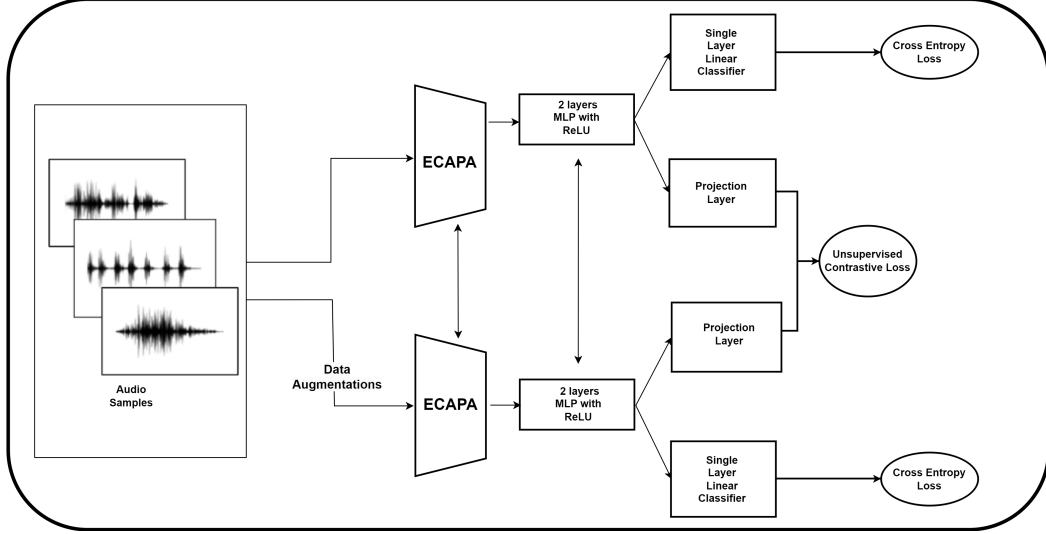 Audio
Samples
Data
Augmentations
ECAPA
2 layers
MLP with
ReLU
Single
Layer
Linear
Classifier
Cross Entropy
Loss
Projection
Layer
Unsupervised
Contrastive Loss
Projection
Layer
ECAPA
2 layers
MLP with
ReLU
Single
Layer
Linear
Classifier
Cross Entropy
Loss